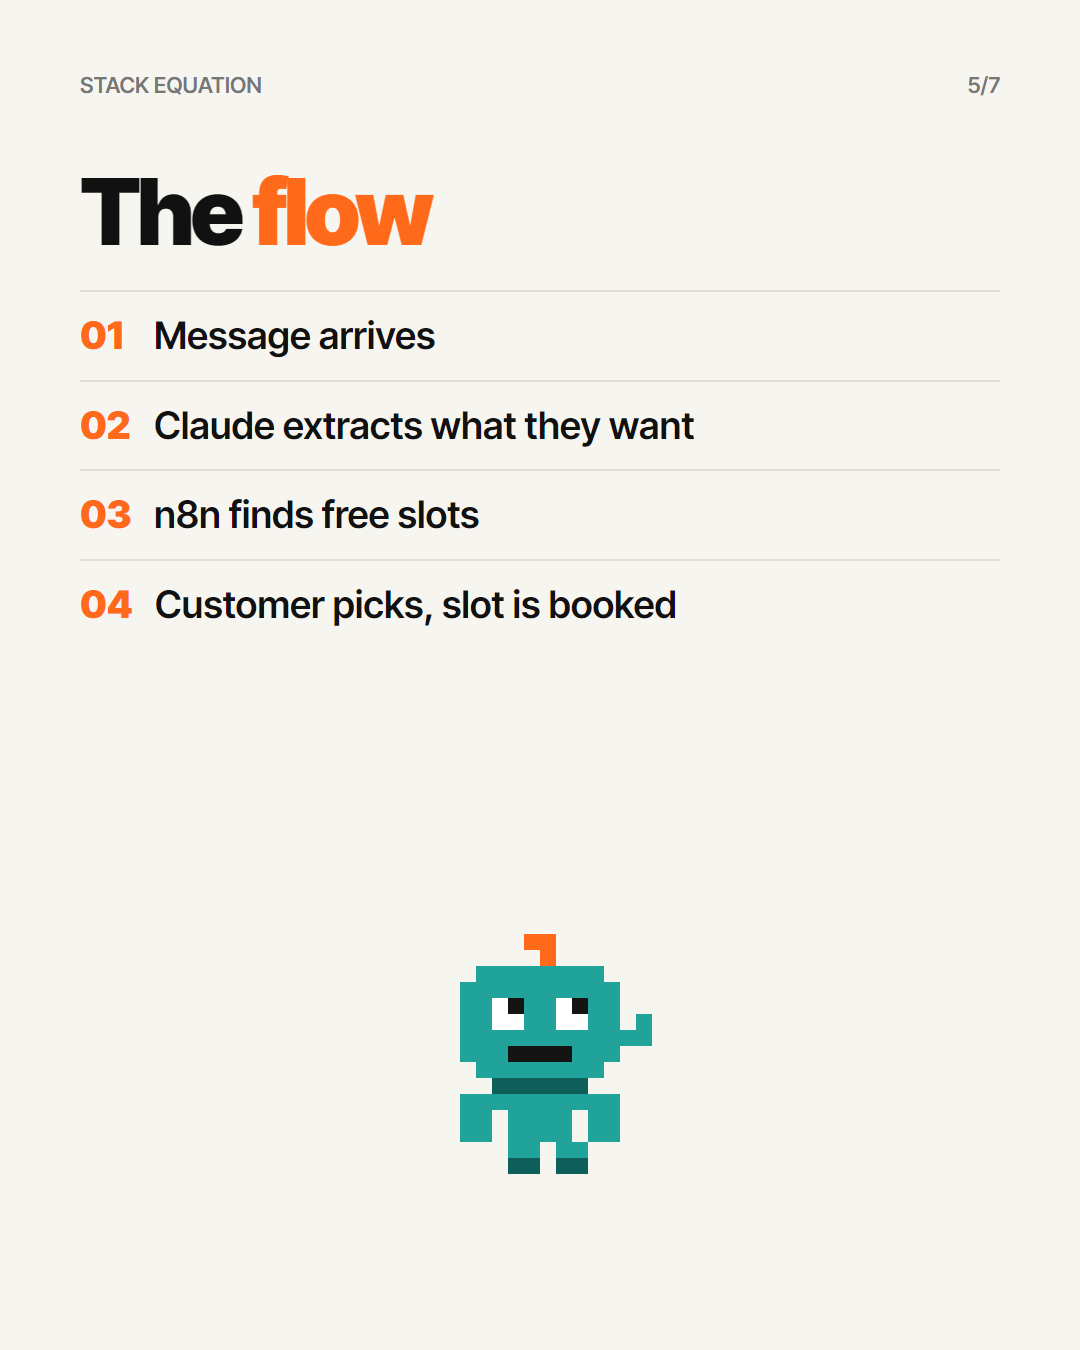 STACK EQUATION 5/7
The flow
01 Message arrives
02 Claude extracts what they want
03 n8n finds free slots
04 Customer picks, slot is booked